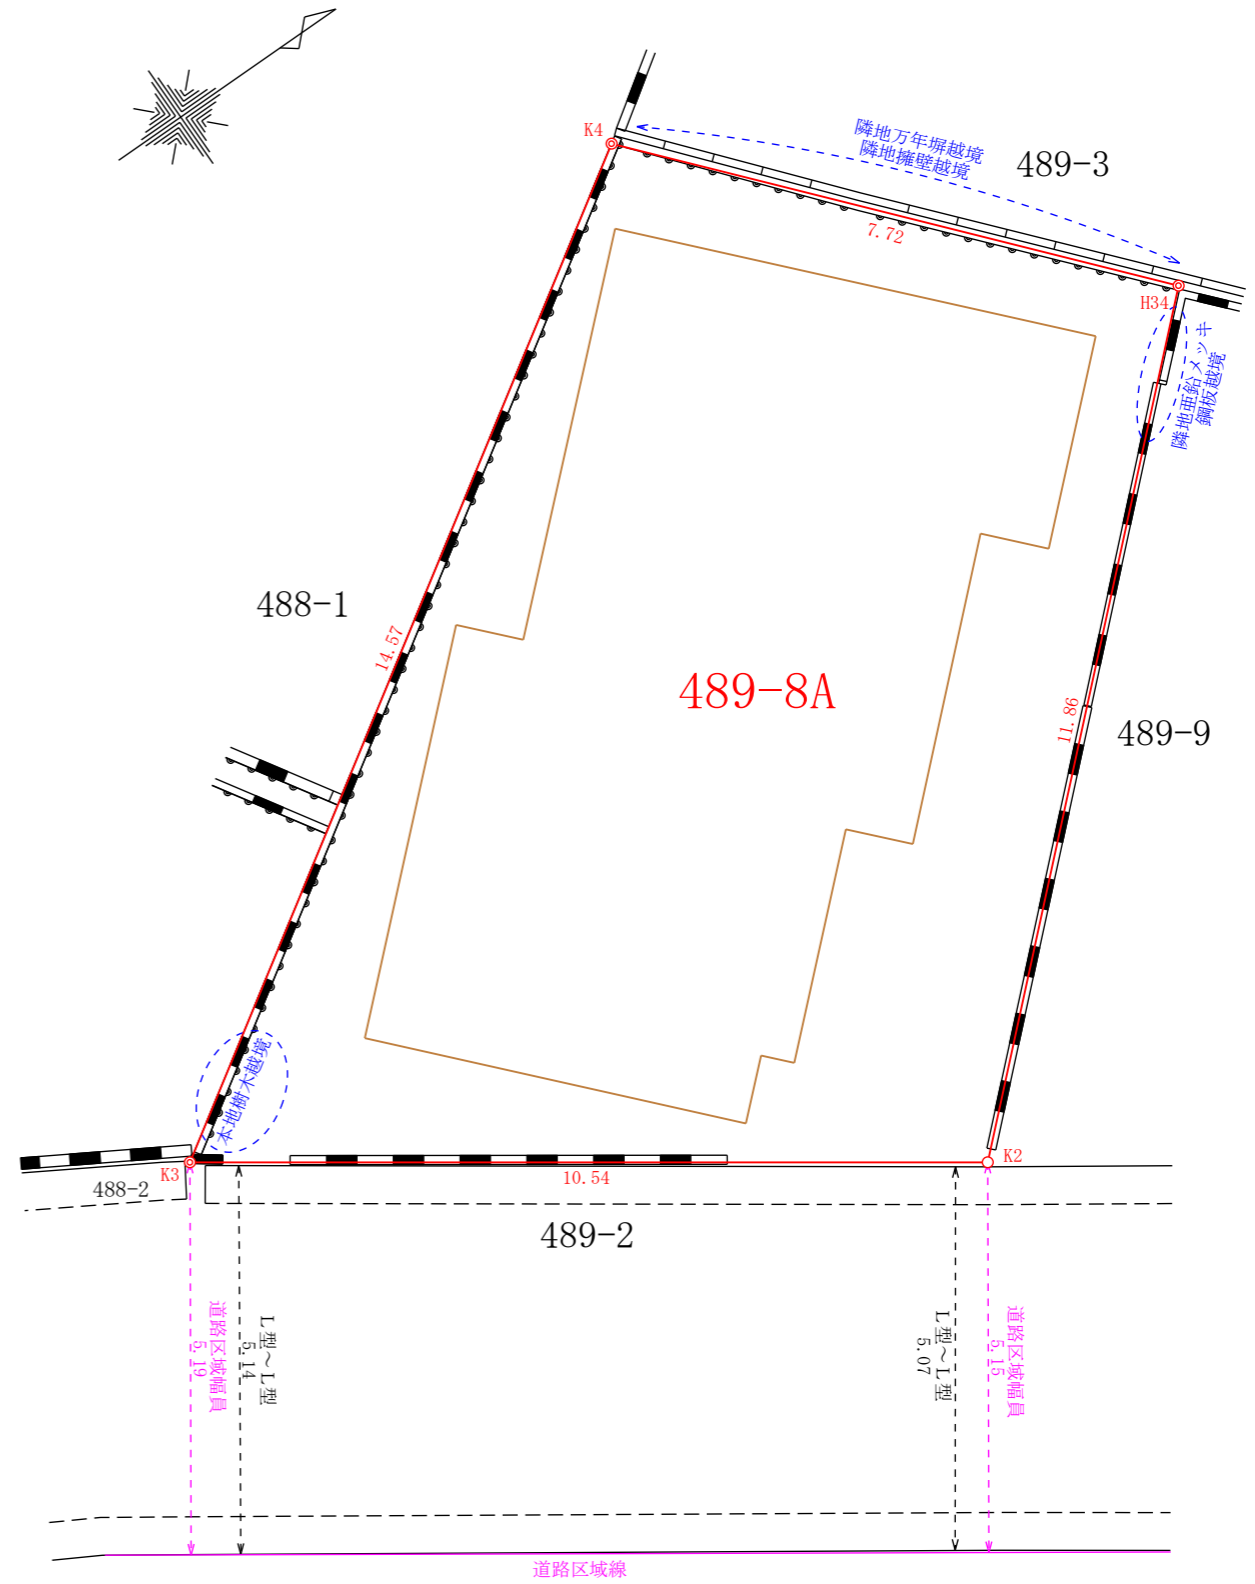 K4
隣地万年塀越境
隣地擁壁越境
489-3
7.72
H34
隣地亜鉛メッキ
鋼板越境
488-1
14.57
489-8A
11.86
489-9
本地樹木越境
K3
10.54
K2
488-2
489-2
道路区域幅員
5.19
L型～L型
5.14
L型～L型
5.07
道路区域幅員
5.15
道路区域線